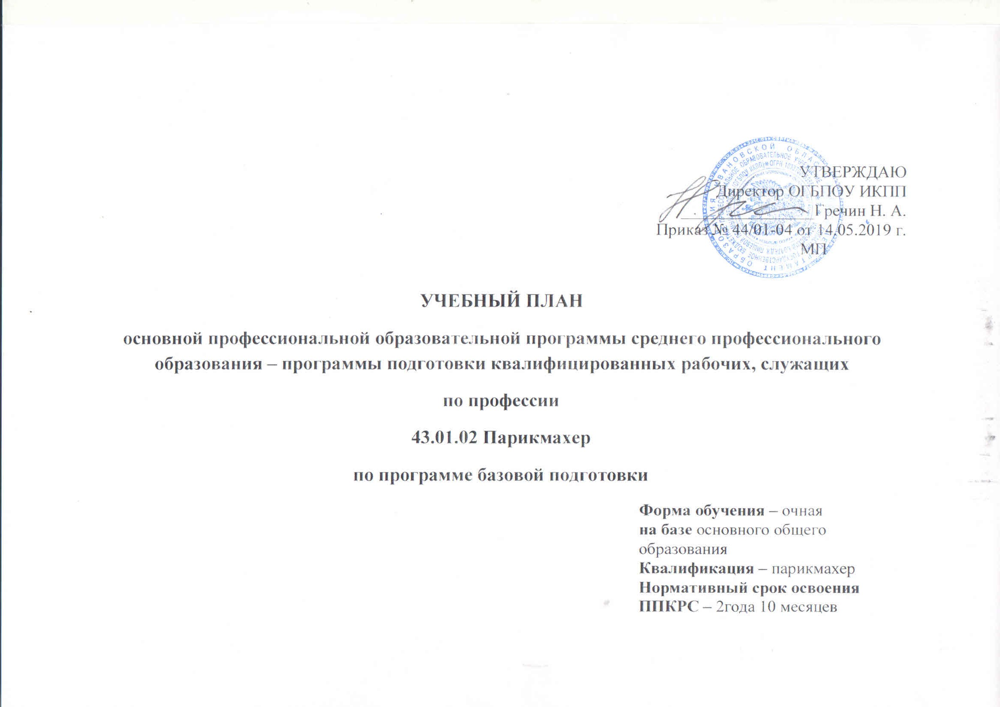 УТВЕРЖДАЮ
Директор ОГБПОУ ИКПП
Гречин Н. А.
Приказ № 44/01-04 от 14.05.2019 г.
МП
УЧЕБНЫЙ ПЛАН
основной профессиональной образовательной программы среднего профессионального
образования – программы подготовки квалифицированных рабочих, служащих
по профессии
43.01.02 Парикмахер
по программе базовой подготовки
Форма обучения – очная
на базе основного общего
образования
Квалификация – парикмахер
Нормативный срок освоения
ППКРС – 2года 10 месяцев